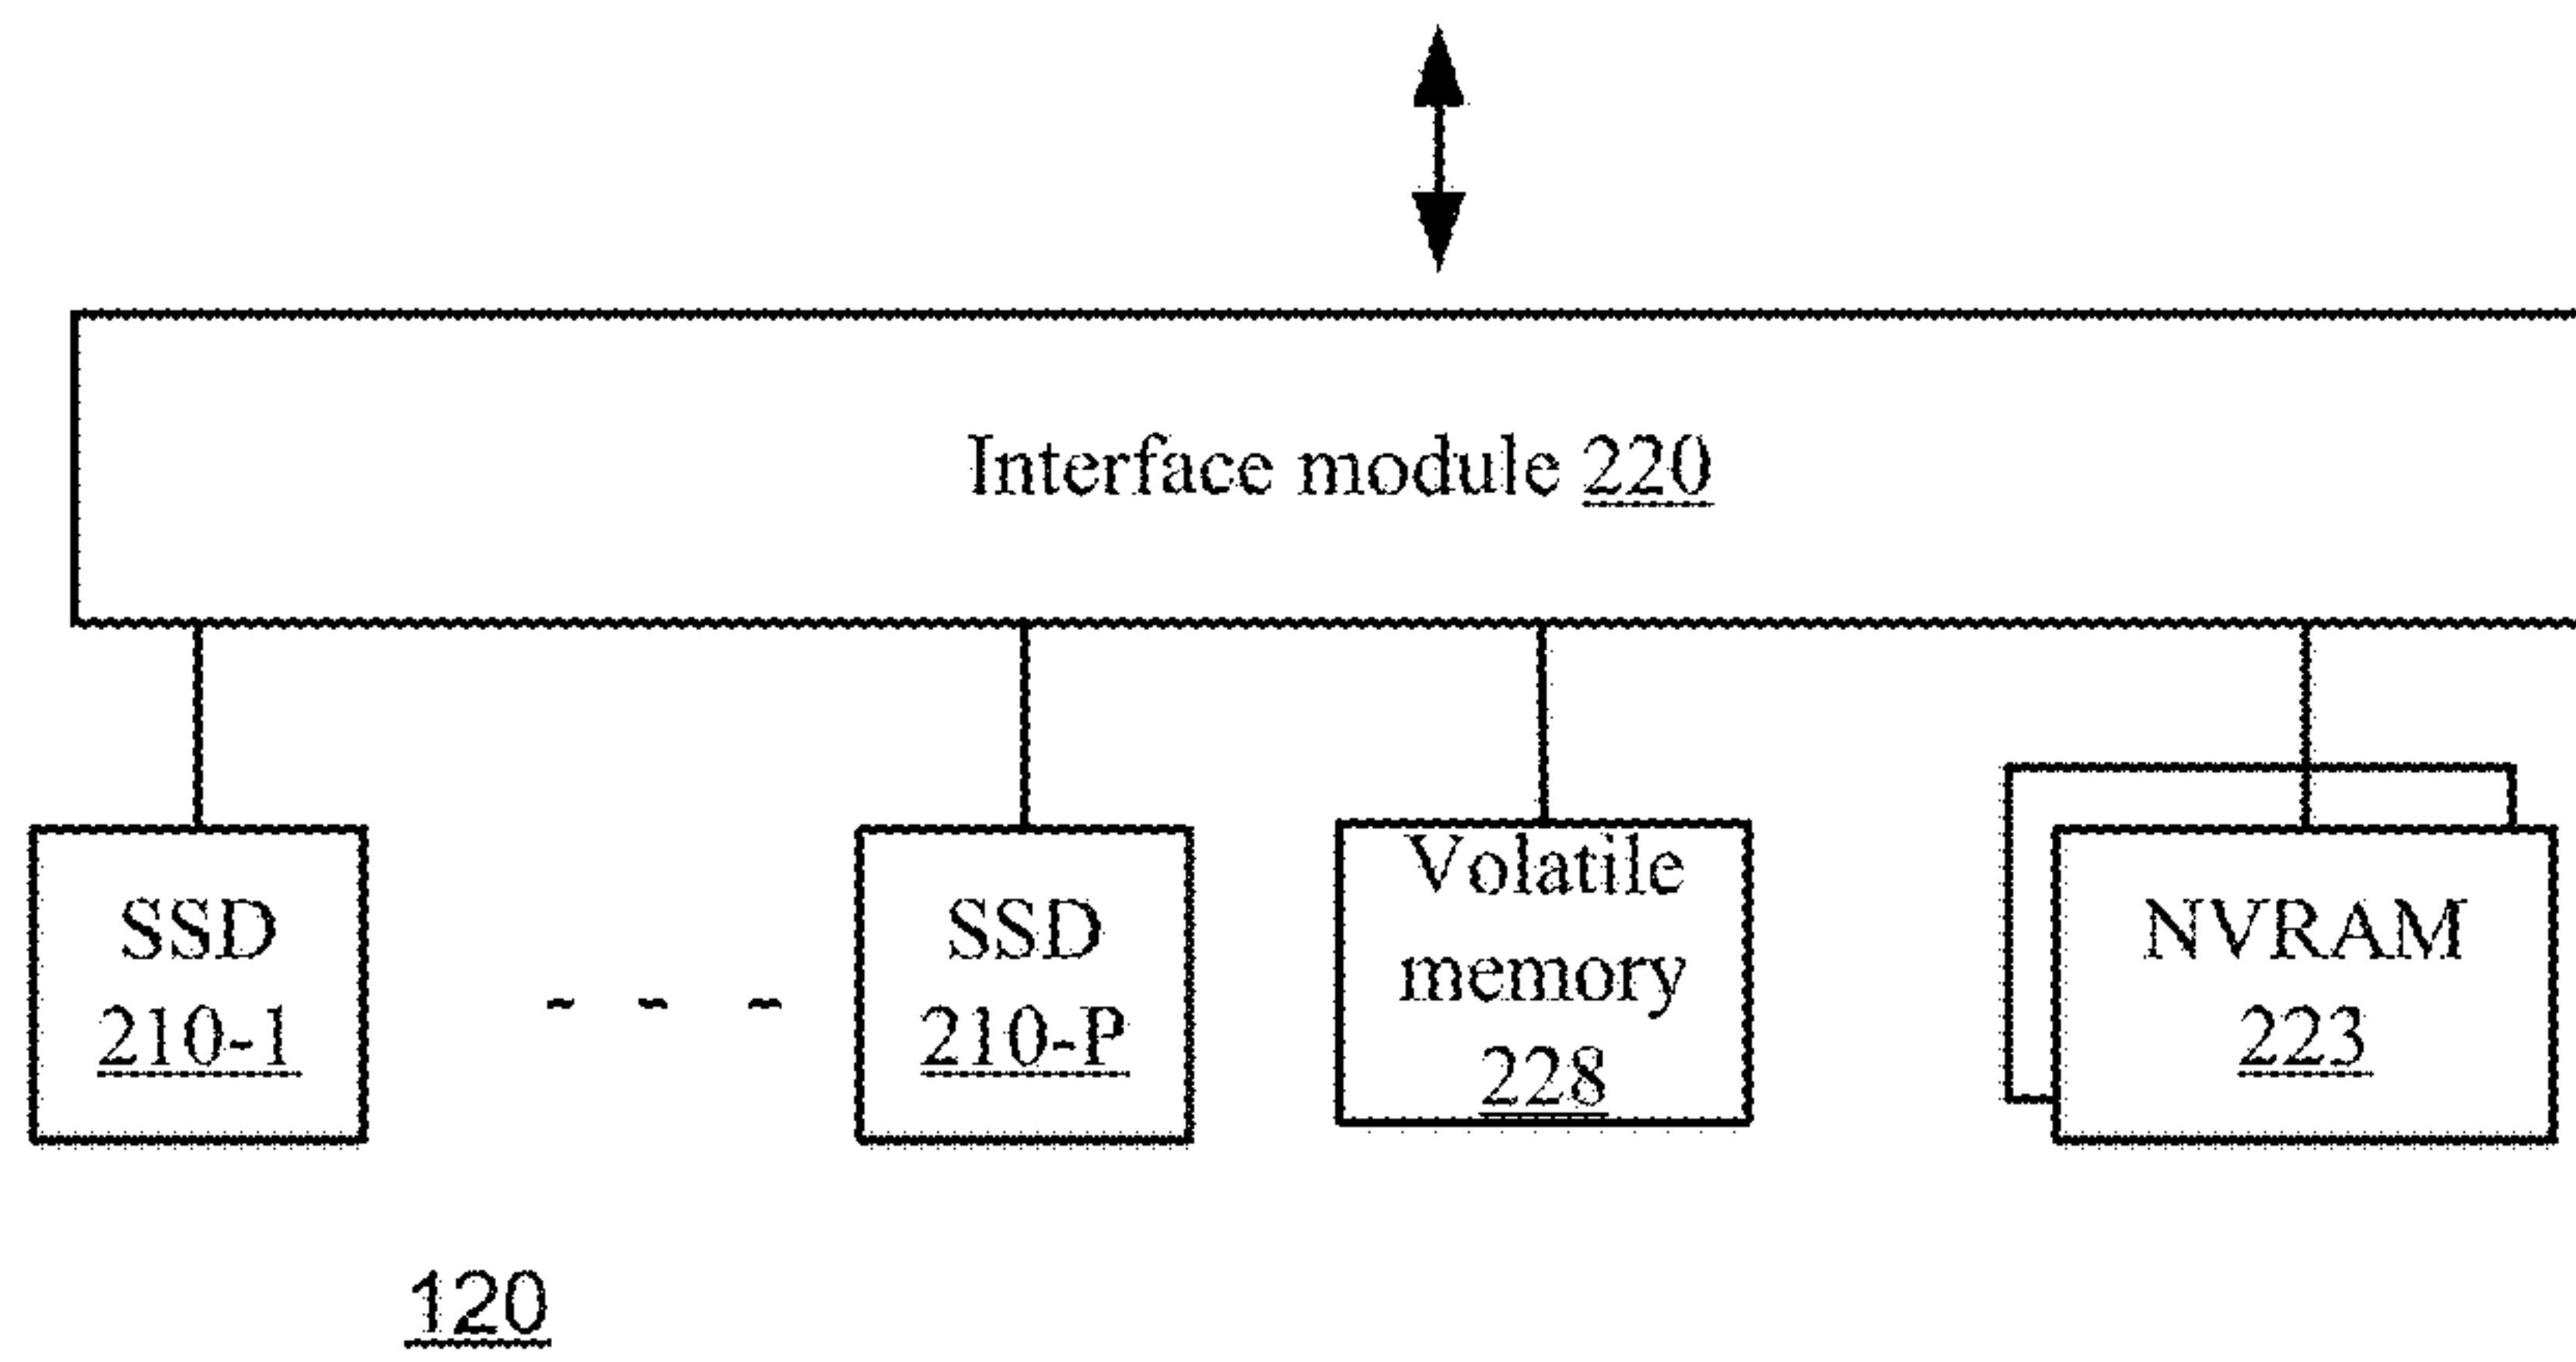 Interface module 220
SSD
210-1
- - -
SSD
210-P
Volatile
memory
228
NVRAM
223
120